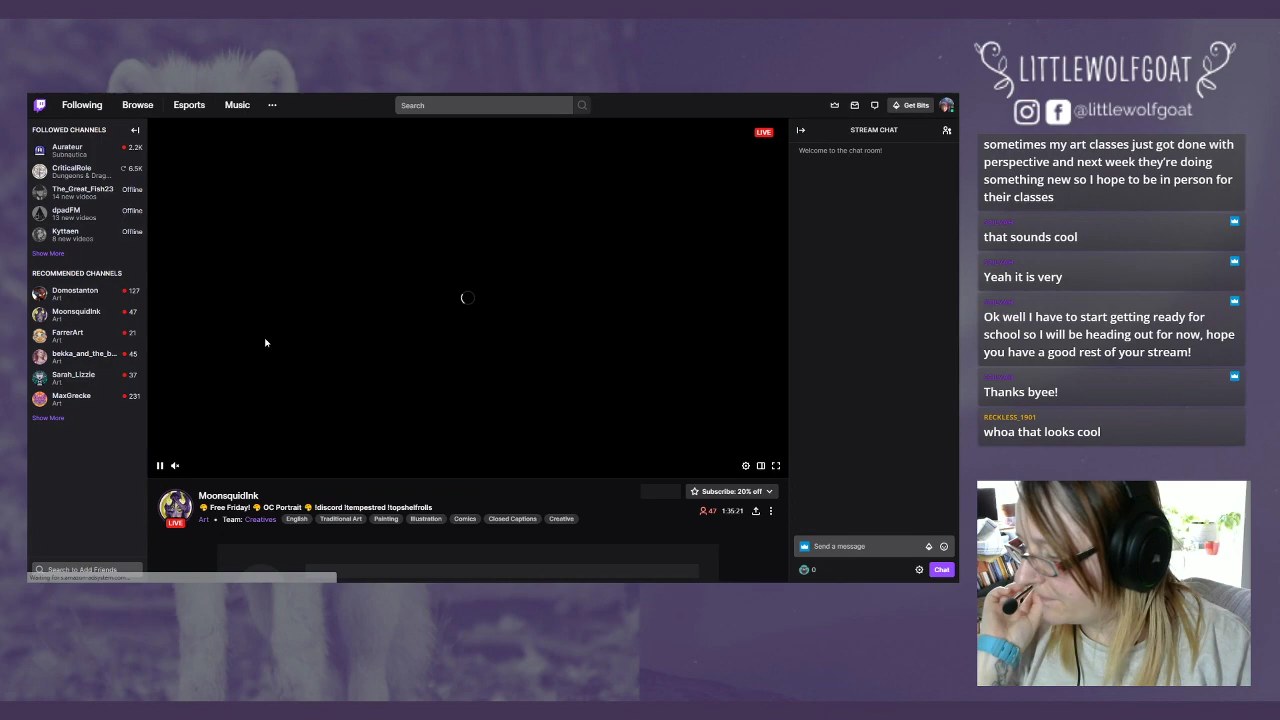 Following
Browse
Esports
Music
Search
Get Bits
FOLLOWED CHANNELS
Aurateur
Subnautica
2.2K
CriticalRole
Dungeons & Drag...
6.5K
The_Great_Fish23
14 new videos
Offline
dpadFM
13 new videos
Offline
Kyttaen
8 new videos
Offline
Show More
RECOMMENDED CHANNELS
Domostanton
Art
127
MoonsquidInk
Art
47
FarrerArt
Art
21
bekka_and_the_b...
Art
45
Sarah_Lizzie
Art
37
MaxGrecke
Art
231
Show More
Search to Add Friends
LIVE
MoonsquidInk
Free Friday! OC Portrait !discord !tempestred !topshelfrolls
Art • Team: Creatives
English
Traditional Art
Painting
Illustration
Comics
Closed Captions
Creative
LIVE
Subscribe: 20% off
47
1:35:21
STREAM CHAT
Welcome to the chat room!
Send a message
0
Chat
LITTLEWOLFGOAT
@littlewolfgoat
sometimes my art classes just got done with
perspective and next week they're doing
something new so I hope to be in person for
their classes
that sounds cool
Yeah it is very
Ok well I have to start getting ready for
school so I will be heading out for now, hope
you have a good rest of your stream!
Thanks byee!
RECKLESS_1901
whoa that looks cool